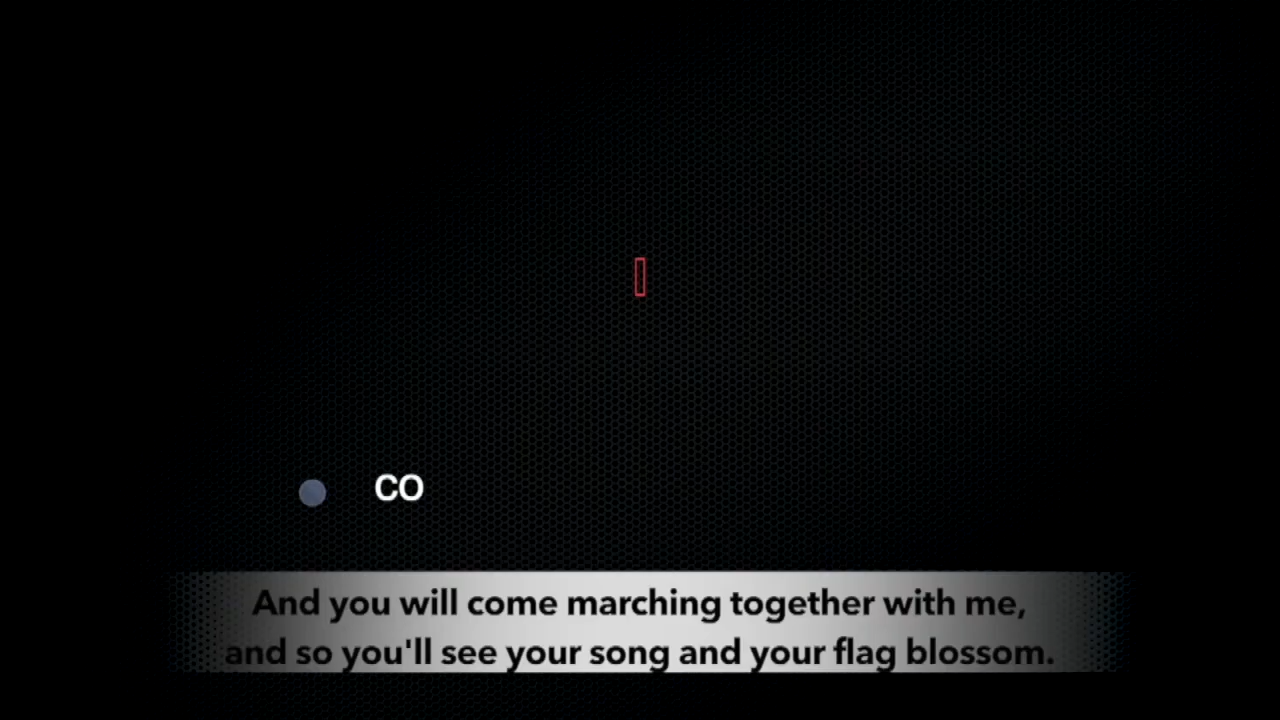 CO
And you will come marching together with me,
and so you'll see your song and your flag blossom.